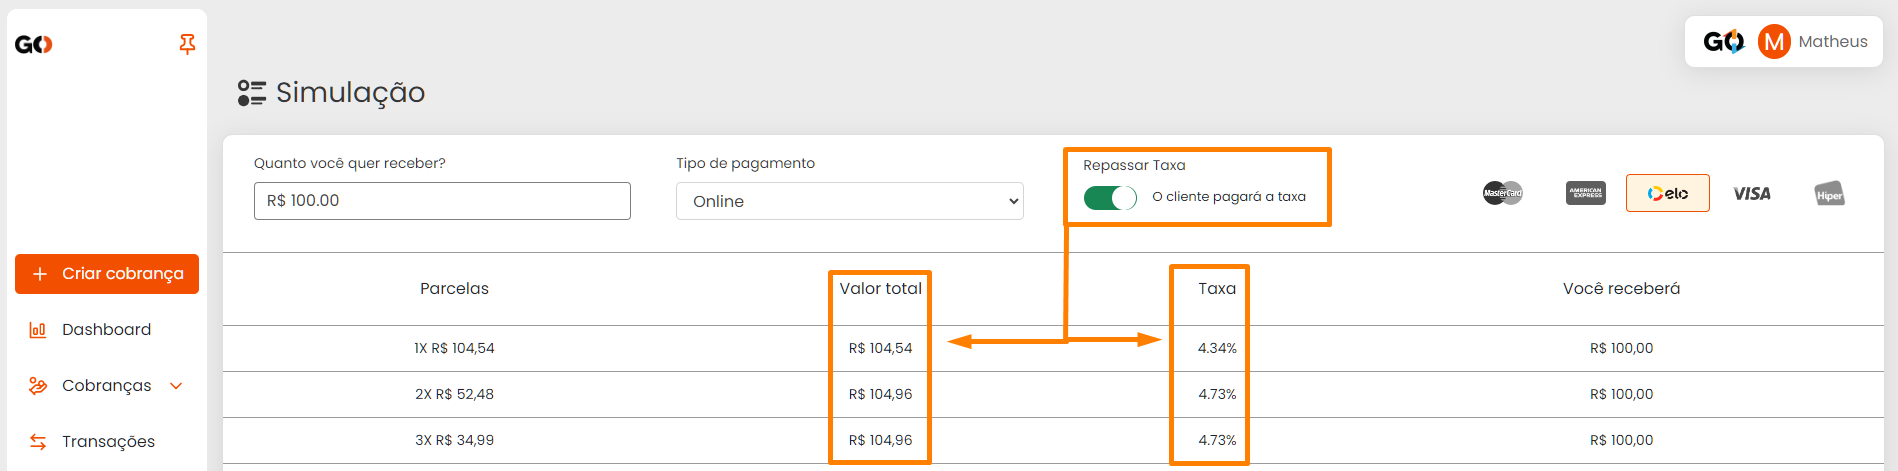 GO
GO
M Matheus
Simulação
Quanto você quer receber?
Tipo de pagamento
Repassar Taxa
R$ 100.00
Online
O cliente pagará a taxa
MasterCard
AMERICAN EXPRESS
elo
VISA
Hiper
Criar cobrança
Dashboard
Cobranças
Transações
Parcelas Valor total Taxa Você receberá
1X R$ 104,54 R$ 104,54 4.34% R$ 100,00
2X R$ 52,48 R$ 104,96 4.73% R$ 100,00
3X R$ 34,99 R$ 104,96 4.73% R$ 100,00